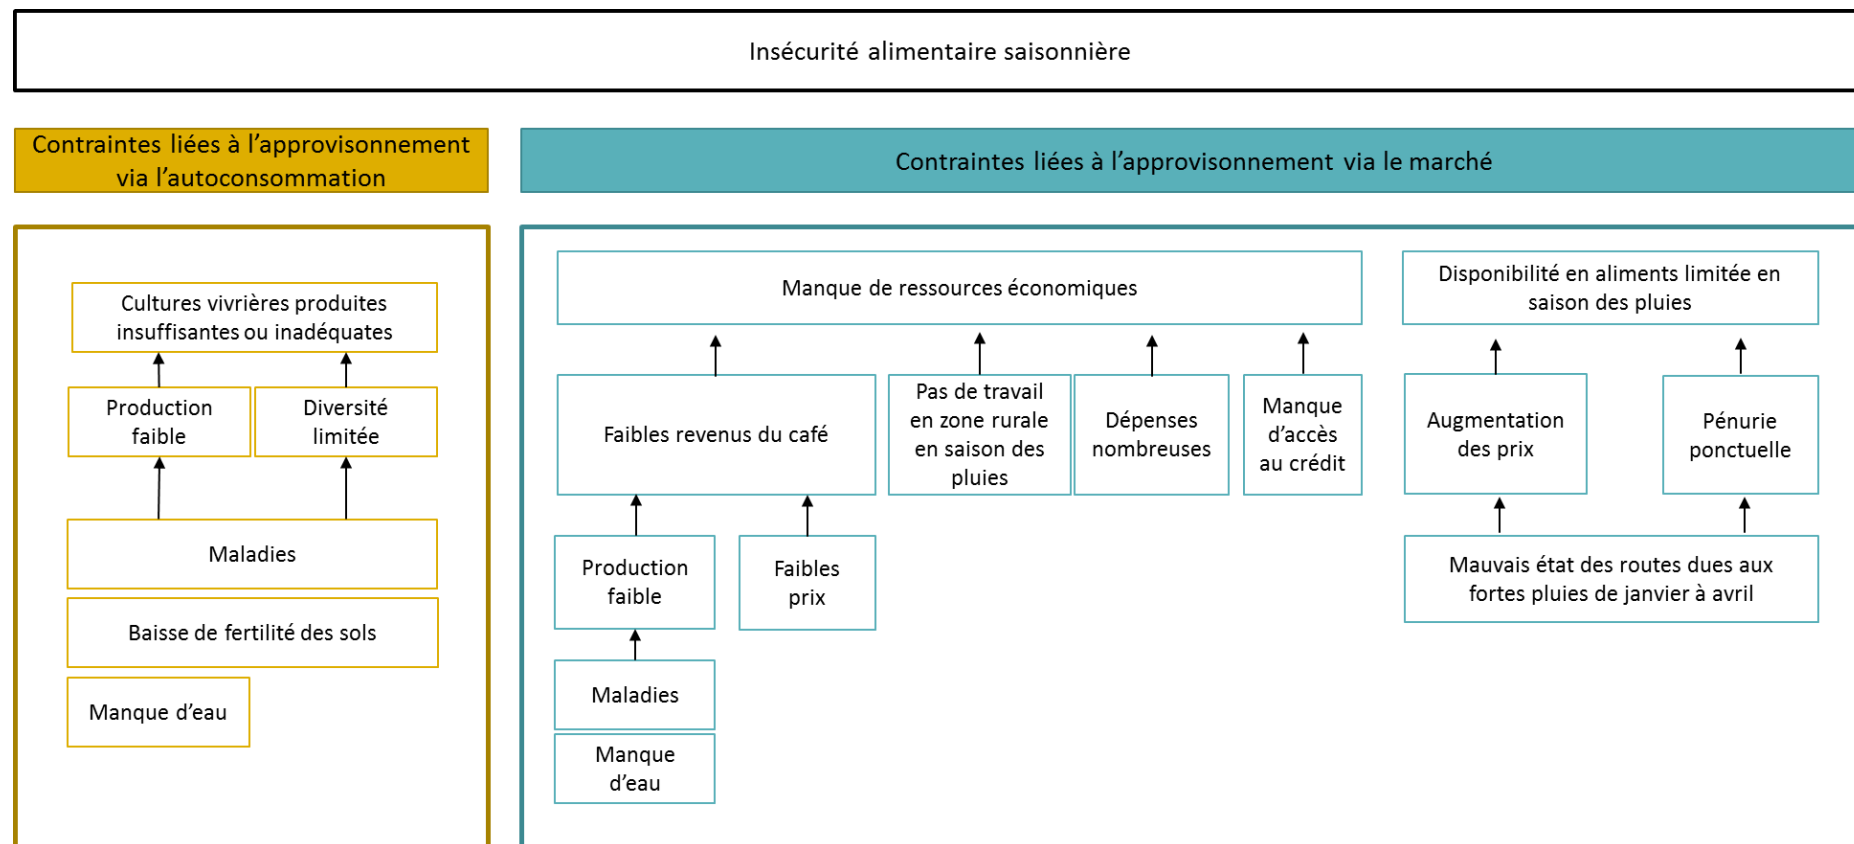 Insécurité alimentaire saisonnière
Contraintes liées à l’approvisonnement
via l’autoconsommation
Contraintes liées à l’approvisonnement via le marché
Cultures vivrières produites
insuffisantes ou inadéquates
Production
faible
Diversité
limitée
Maladies
Baisse de fertilité des sols
Manque d’eau
Manque de ressources économiques
Faibles revenus du café
Pas de travail
en zone rurale
en saison des
pluies
Dépenses
nombreuses
Manque
d’accès
au crédit
Production
faible
Faibles
prix
Maladies
Manque
d’eau
Disponibilité en aliments limitée en
saison des pluies
Augmentation
des prix
Pénurie
ponctuelle
Mauvais état des routes dues aux
fortes pluies de janvier à avril